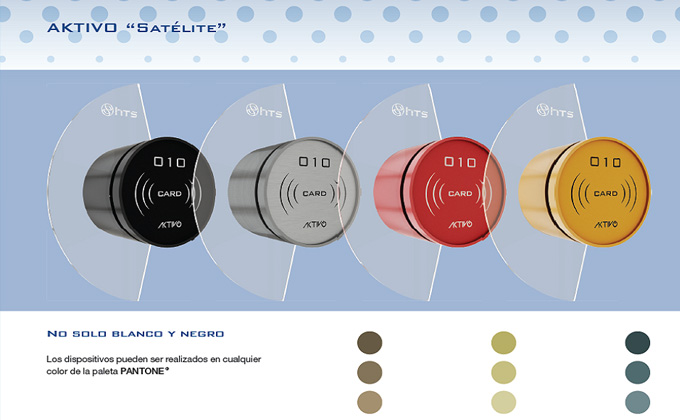 AKTIVO “SATÉLITE”
hTS hTS hTS hTS
010 010 010 010
CARD CARD CARD CARD
AKTIVO AKTIVO AKTIVO AKTIVO
NO SOLO BLANCO Y NEGRO
Los dispositivos pueden ser realizados en cualquier
color de la paleta PANTONE®